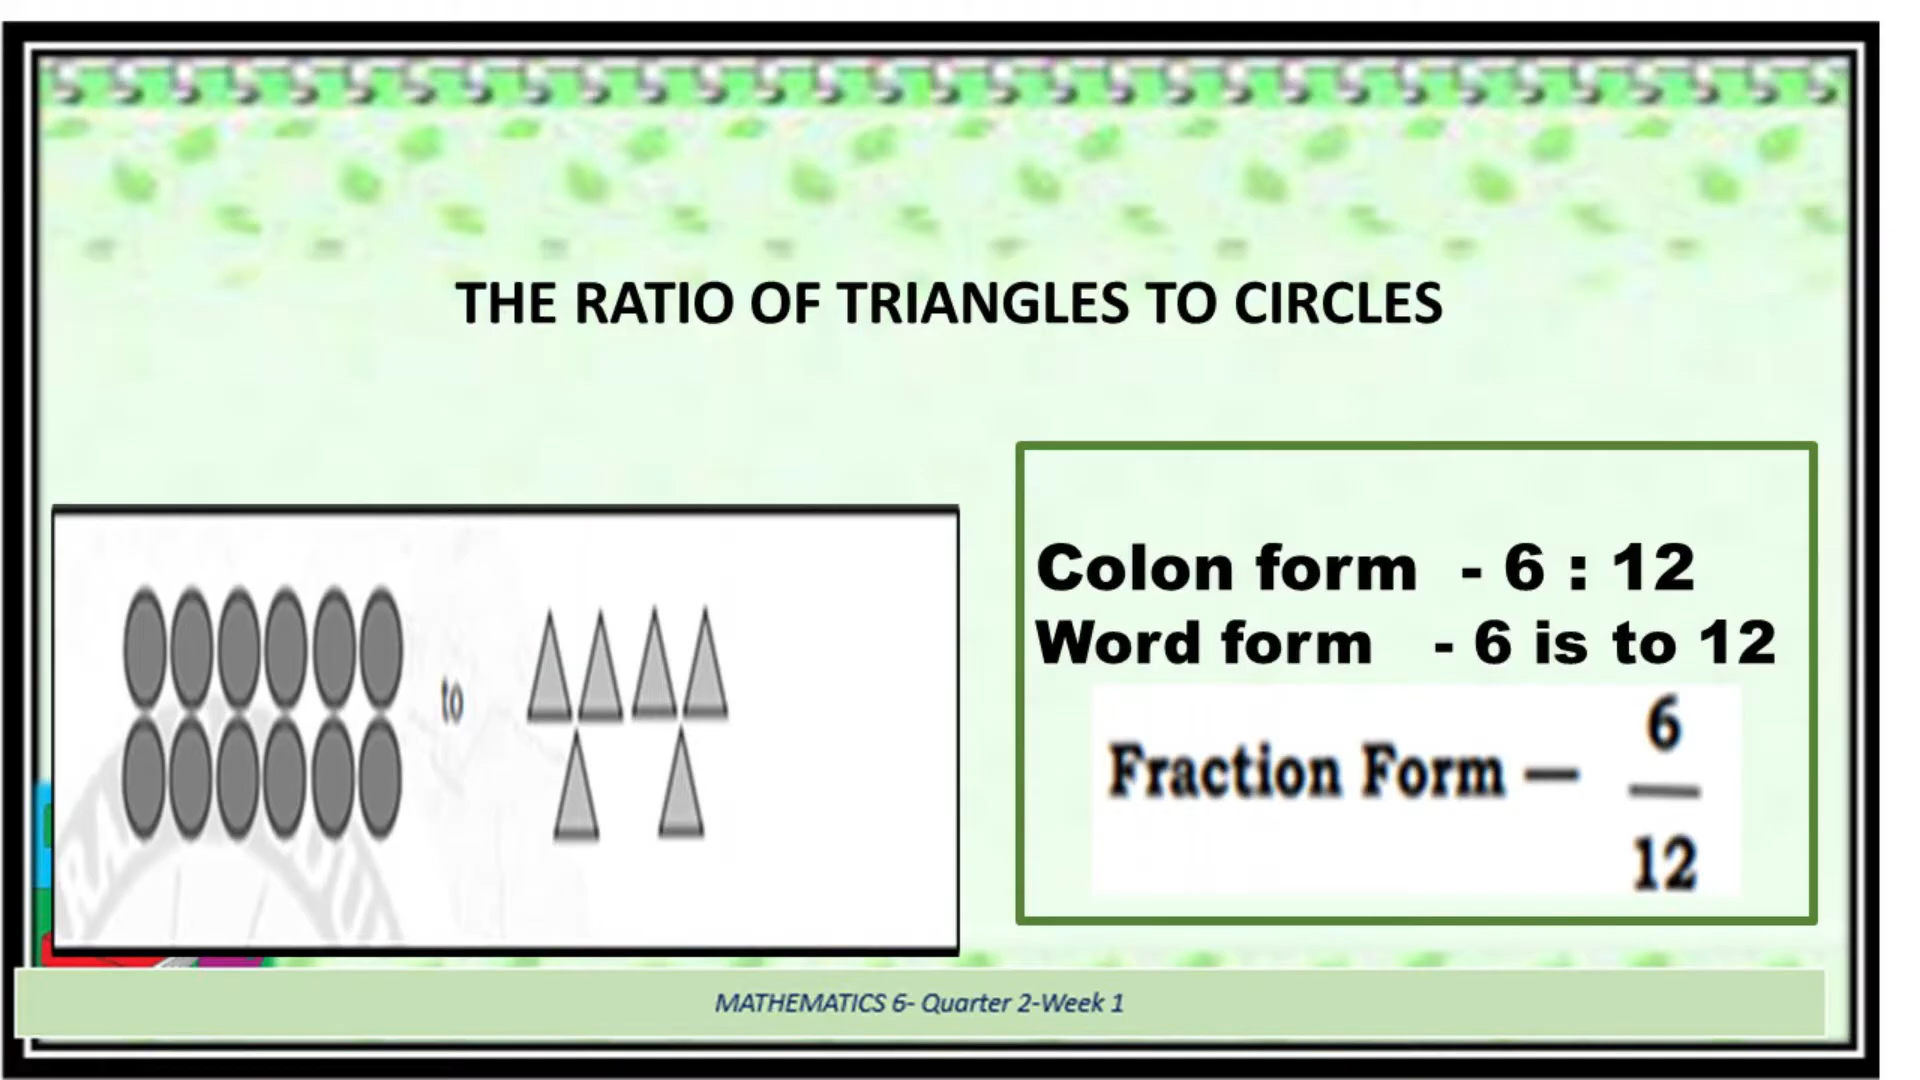 THE RATIO OF TRIANGLES TO CIRCLES
to
Colon form - 6 : 12
Word form - 6 is to 12
Fraction Form — 6
12
MATHEMATICS 6- Quarter 2-Week 1